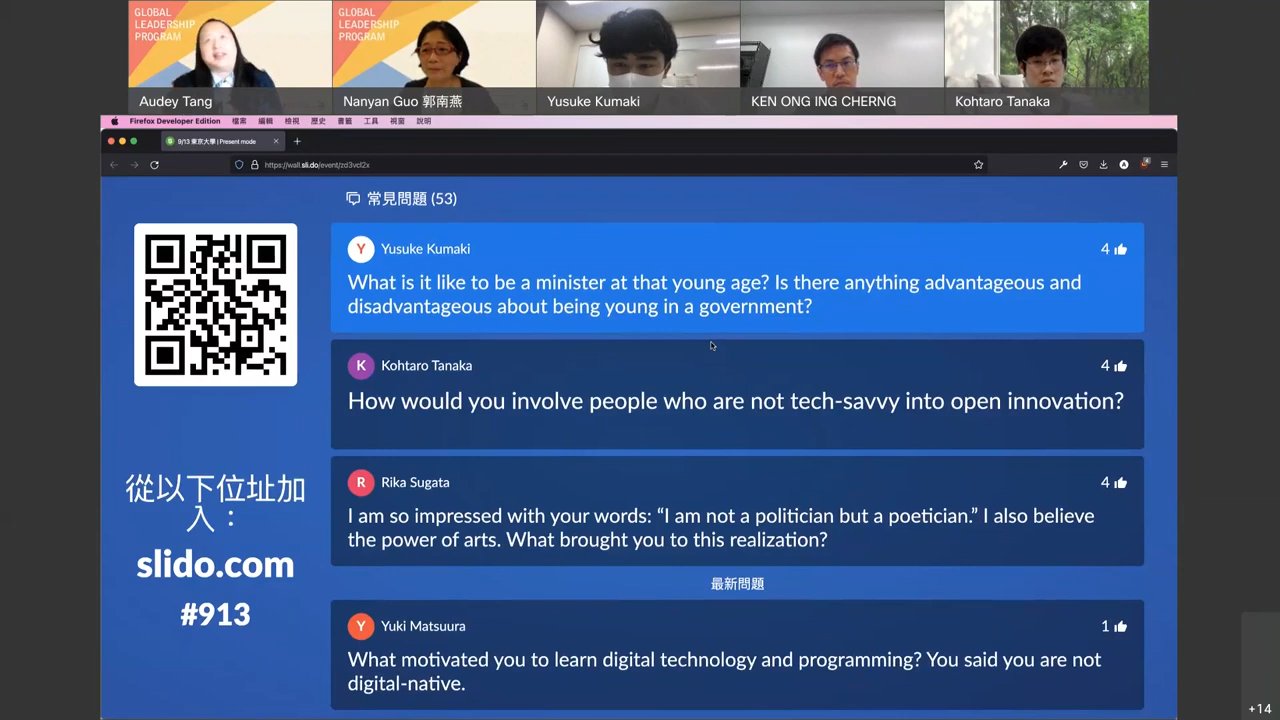 GLOBAL
LEADERSHIP
PROGRAM
GLOBAL
LEADERSHIP
PROGRAM
Audey Tang
Nanyan Guo 郭南燕
Yusuke Kumaki
KEN ONG ING CHERNG
Kohtaro Tanaka
Firefox Developer Edition 檔案 編輯 檢視 歷史 書籤 工具 視窗 說明
9/13 東京大學 | Present mode
https://wall.sli.do/event/zd3vcl2x
常見問題 (53)
Y Yusuke Kumaki 4
What is it like to be a minister at that young age? Is there anything advantageous and
disadvantageous about being young in a government?
K Kohtaro Tanaka 4
How would you involve people who are not tech-savvy into open innovation?
R Rika Sugata 4
I am so impressed with your words: “I am not a politician but a poetician.” I also believe
the power of arts. What brought you to this realization?
最新問題
Y Yuki Matsuura 1
What motivated you to learn digital technology and programming? You said you are not
digital-native.
從以下位址加
入：
slido.com
#913
+14